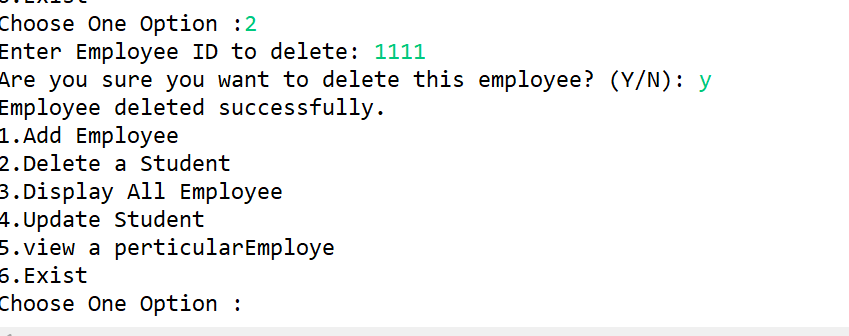 6.Exist
Choose One Option :2
Enter Employee ID to delete: 1111
Are you sure you want to delete this employee? (Y/N): y
Employee deleted successfully.
1.Add Employee
2.Delete a Student
3.Display All Employee
4.Update Student
5.view a perticularEmploye
6.Exist
Choose One Option :